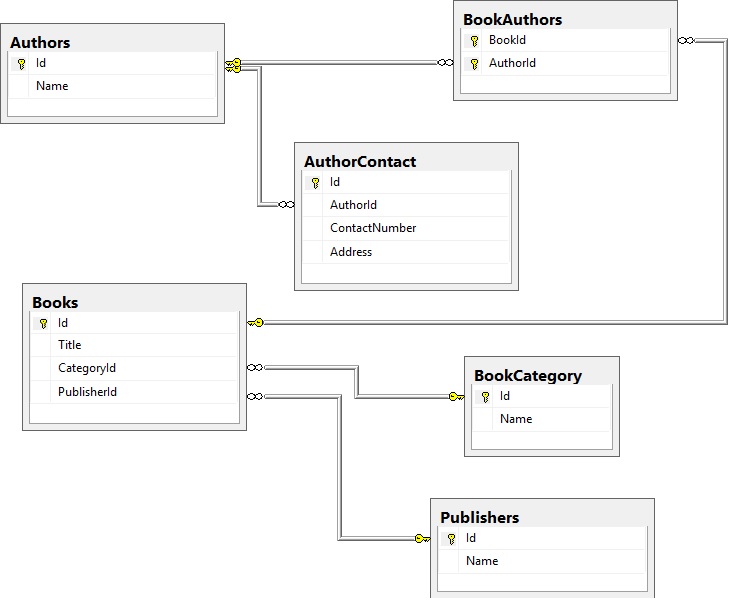 Authors
Id
Name
BookAuthors
BookId
AuthorId
AuthorContact
Id
AuthorId
ContactNumber
Address
Books
Id
Title
CategoryId
PublisherId
BookCategory
Id
Name
Publishers
Id
Name